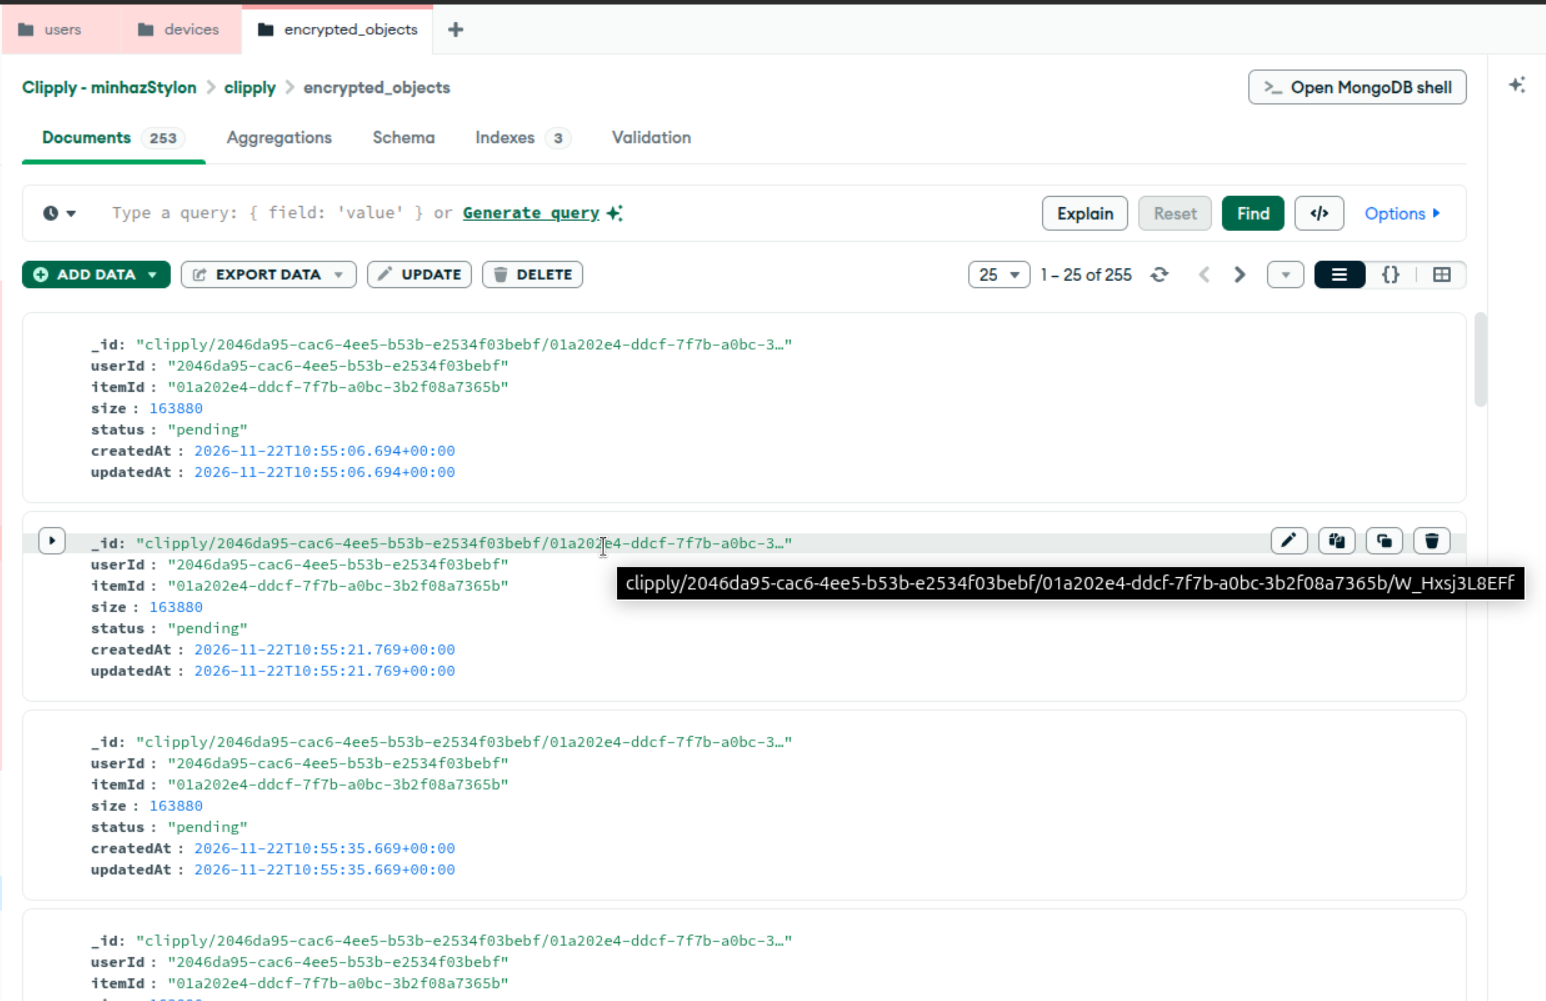 users devices encrypted_objects
Clipply - minhazStylon > clipply > encrypted_objects
>_ Open MongoDB shell
Documents 253 Aggregations Schema Indexes 3 Validation
Type a query: { field: 'value' } or Generate query
Explain Reset Find </> Options
ADD DATA EXPORT DATA UPDATE DELETE
25 1 – 25 of 255 {}
_id: "clipply/2046da95-cac6-4ee5-b53b-e2534f03bebf/01a202e4-ddcf-7f7b-a0bc-3…"
userId : "2046da95-cac6-4ee5-b53b-e2534f03bebf"
itemId : "01a202e4-ddcf-7f7b-a0bc-3b2f08a7365b"
size : 163880
status : "pending"
createdAt : 2026-11-22T10:55:06.694+00:00
updatedAt : 2026-11-22T10:55:06.694+00:00
_id: "clipply/2046da95-cac6-4ee5-b53b-e2534f03bebf/01a202e4-ddcf-7f7b-a0bc-3…"
userId : "2046da95-cac6-4ee5-b53b-e2534f03bebf"
clipply/2046da95-cac6-4ee5-b53b-e2534f03bebf/01a202e4-ddcf-7f7b-a0bc-3b2f08a7365b/W_Hxsj3L8EFf
itemId : "01a202e4-ddcf-7f7b-a0bc-3b2f08a7365b"
size : 163880
status : "pending"
createdAt : 2026-11-22T10:55:21.769+00:00
updatedAt : 2026-11-22T10:55:21.769+00:00
_id: "clipply/2046da95-cac6-4ee5-b53b-e2534f03bebf/01a202e4-ddcf-7f7b-a0bc-3…"
userId : "2046da95-cac6-4ee5-b53b-e2534f03bebf"
itemId : "01a202e4-ddcf-7f7b-a0bc-3b2f08a7365b"
size : 163880
status : "pending"
createdAt : 2026-11-22T10:55:35.669+00:00
updatedAt : 2026-11-22T10:55:35.669+00:00
_id: "clipply/2046da95-cac6-4ee5-b53b-e2534f03bebf/01a202e4-ddcf-7f7b-a0bc-3…"
userId : "2046da95-cac6-4ee5-b53b-e2534f03bebf"
itemId : "01a202e4-ddcf-7f7b-a0bc-3b2f08a7365b"